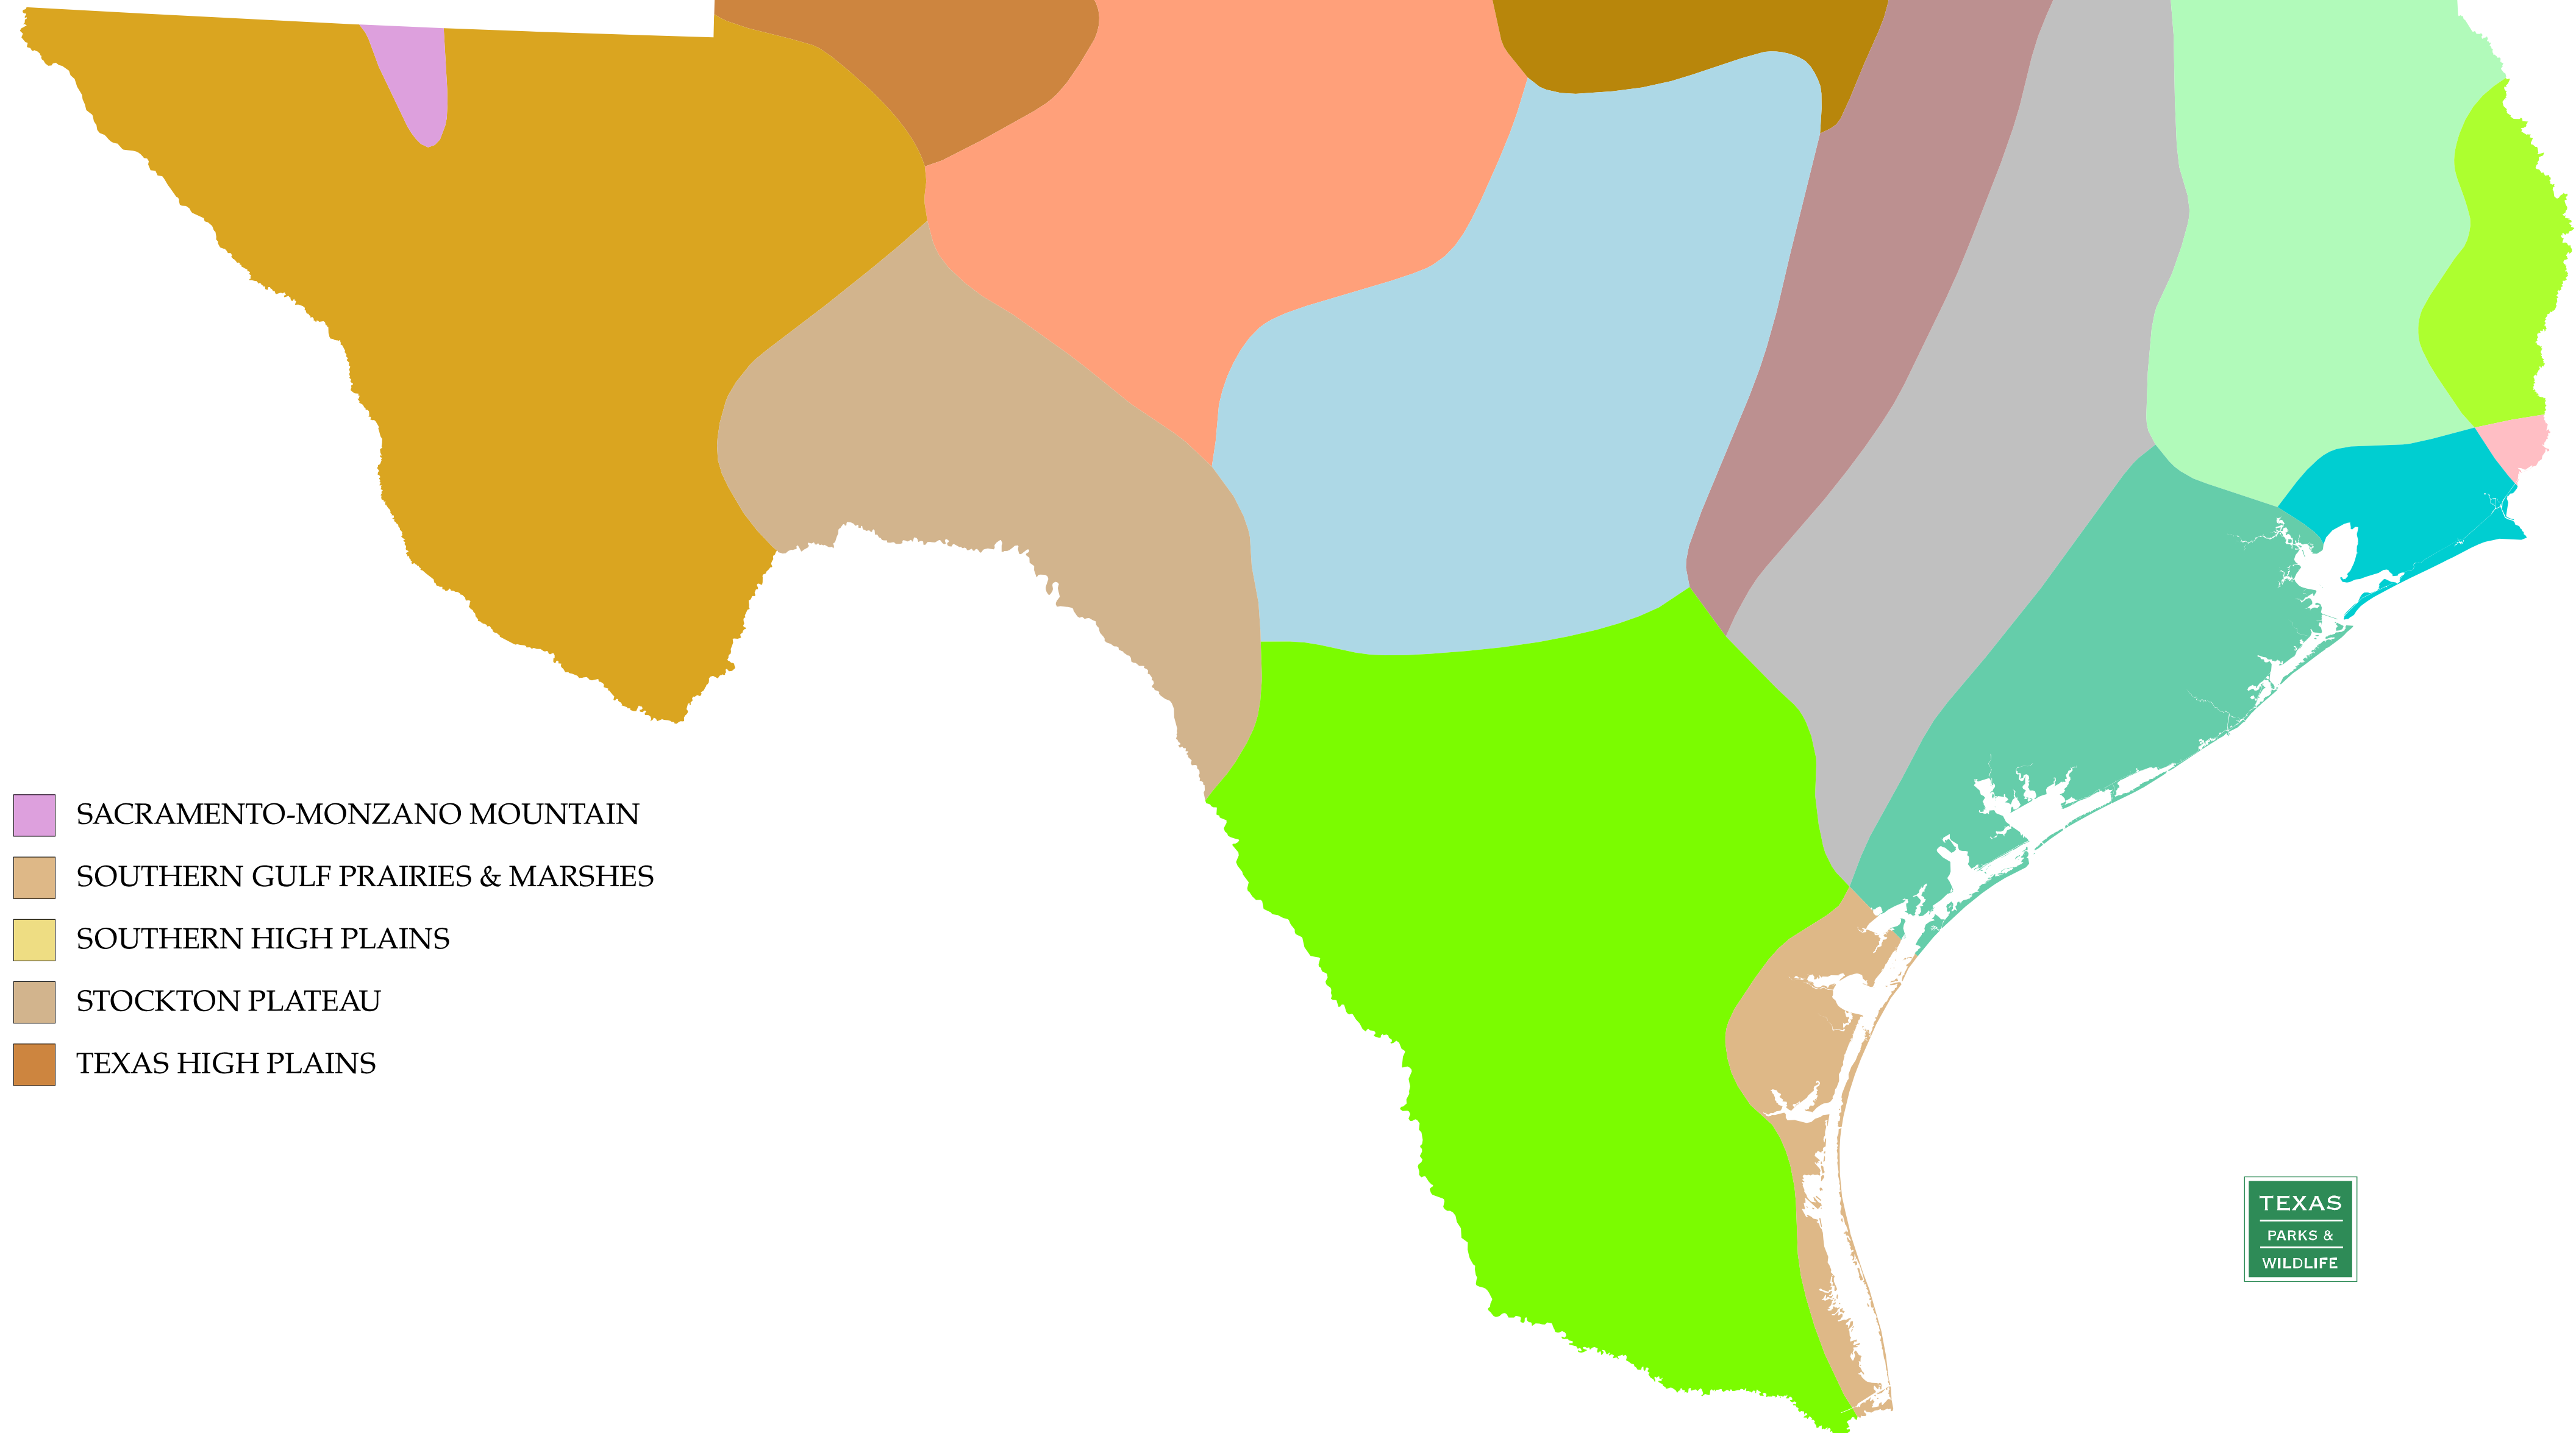 SACRAMENTO-MONZANO MOUNTAIN
SOUTHERN GULF PRAIRIES & MARSHES
SOUTHERN HIGH PLAINS
STOCKTON PLATEAU
TEXAS HIGH PLAINS
TEXAS
PARKS &
WILDLIFE